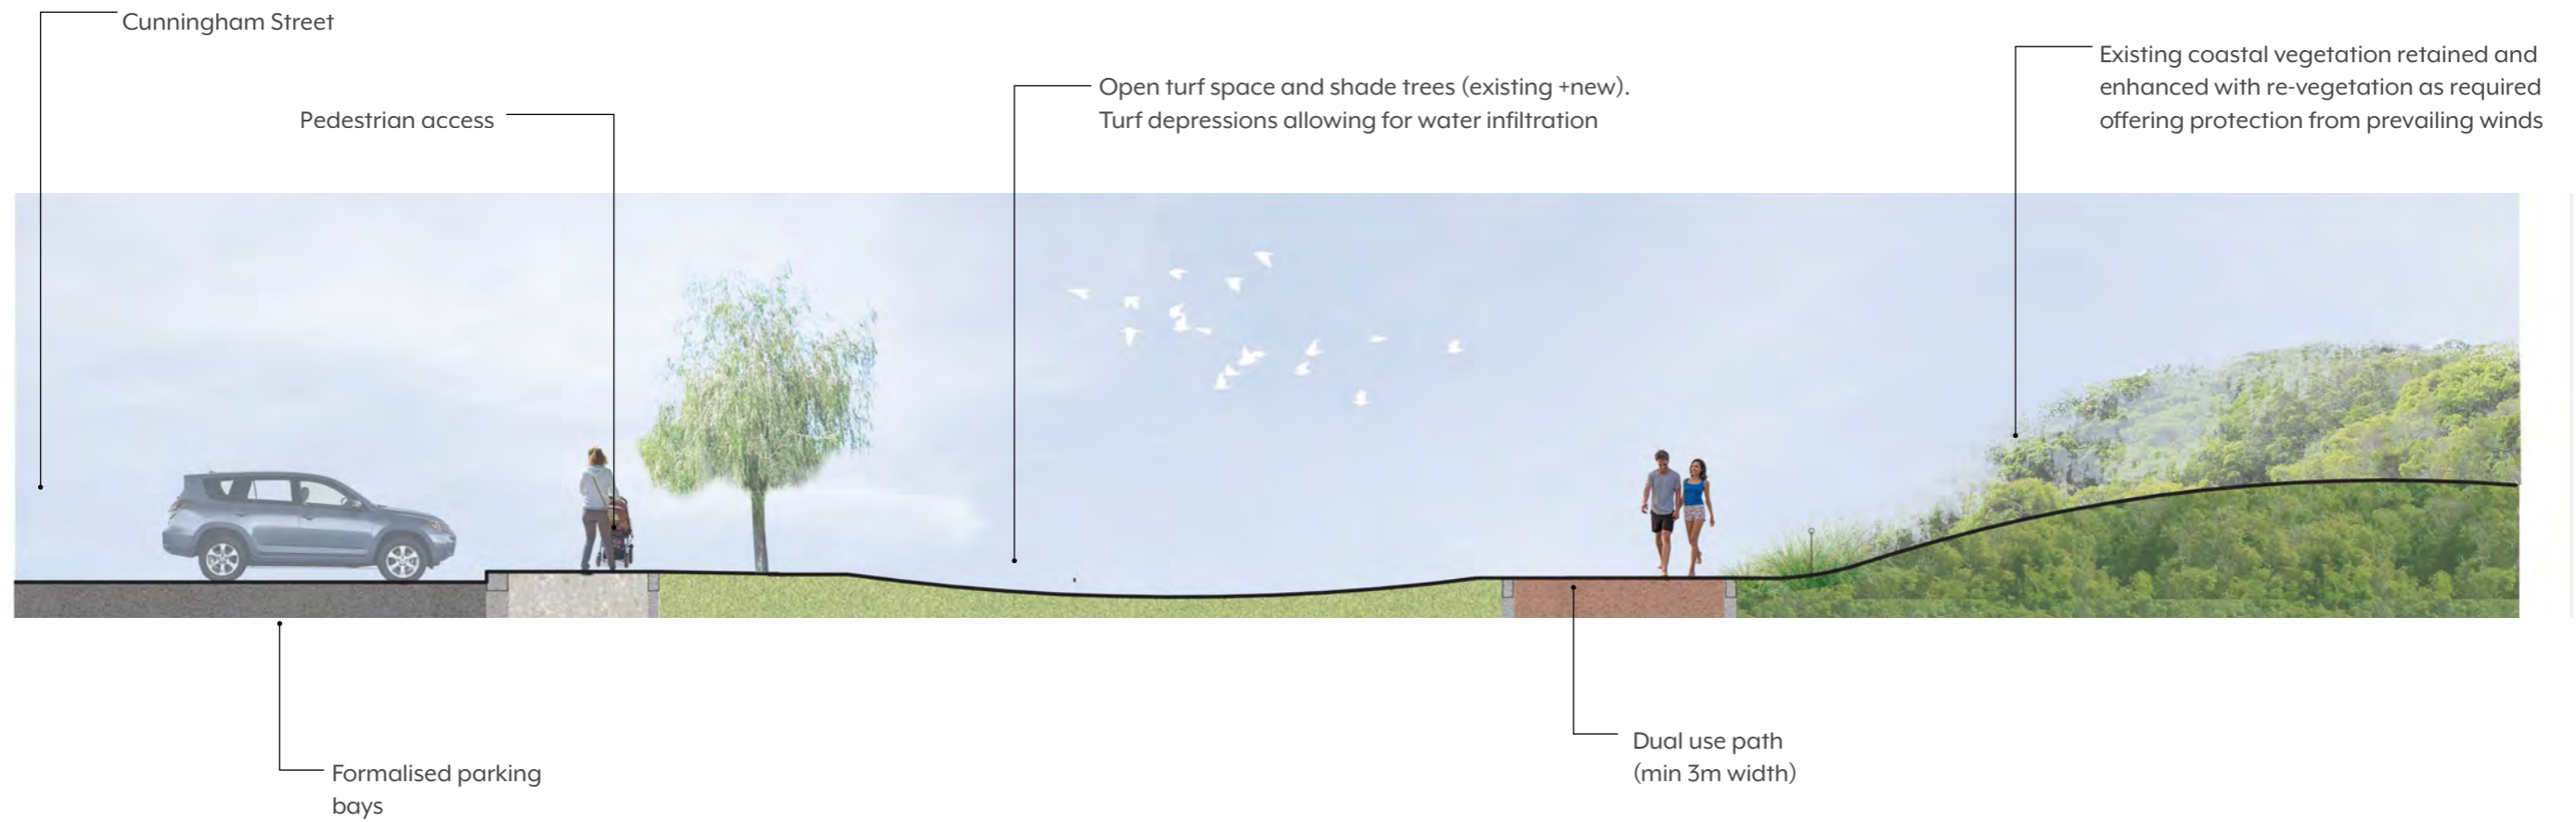 Cunningham Street
Pedestrian access
Open turf space and shade trees (existing +new).
Turf depressions allowing for water infiltration
Existing coastal vegetation retained and
enhanced with re-vegetation as required
offering protection from prevailing winds
Formalised parking
bays
Dual use path
(min 3m width)